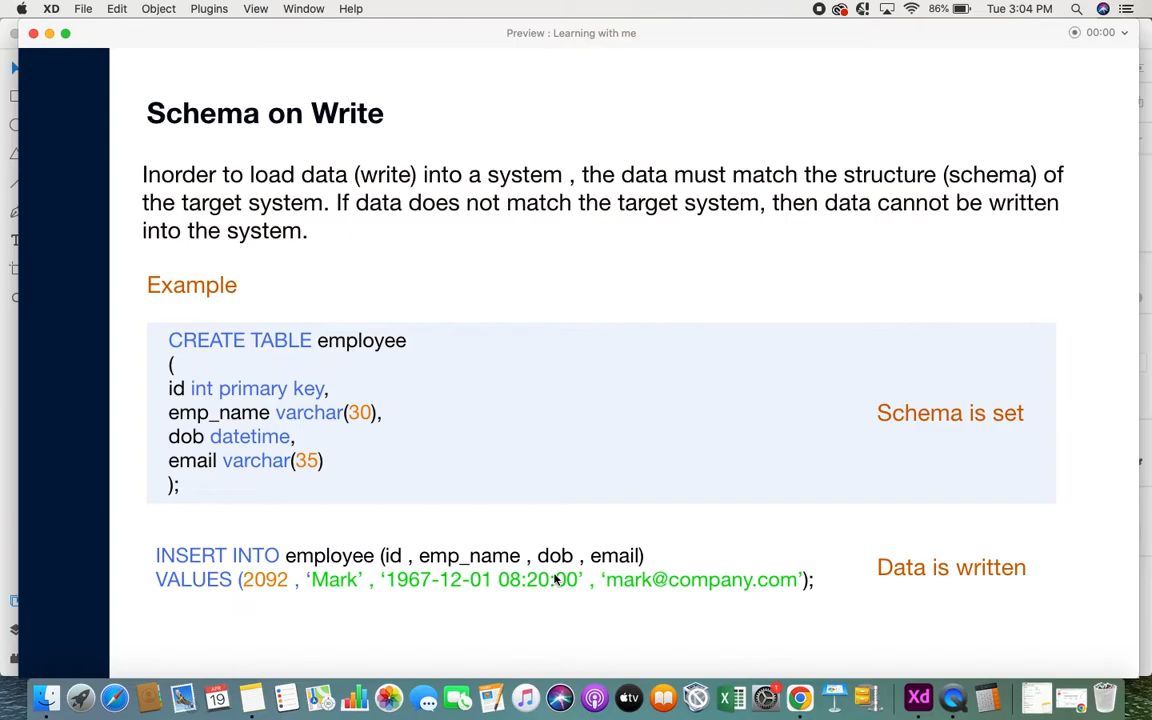 XD File Edit Object Plugins View Window Help 86% Tue 3:04 PM
Preview : Learning with me 00:00
Schema on Write
Inorder to load data (write) into a system , the data must match the structure (schema) of
the target system. If data does not match the target system, then data cannot be written
into the system.
Example
CREATE TABLE employee
(
id int primary key,
emp_name varchar(30),
dob datetime,
email varchar(35)
);
Schema is set
INSERT INTO employee (id , emp_name , dob , email)
VALUES (2092 , ‘Mark’ , ‘1967-12-01 08:20:00’ , ‘mark@company.com’);
Data is written
APR
19
tv
Xd
1